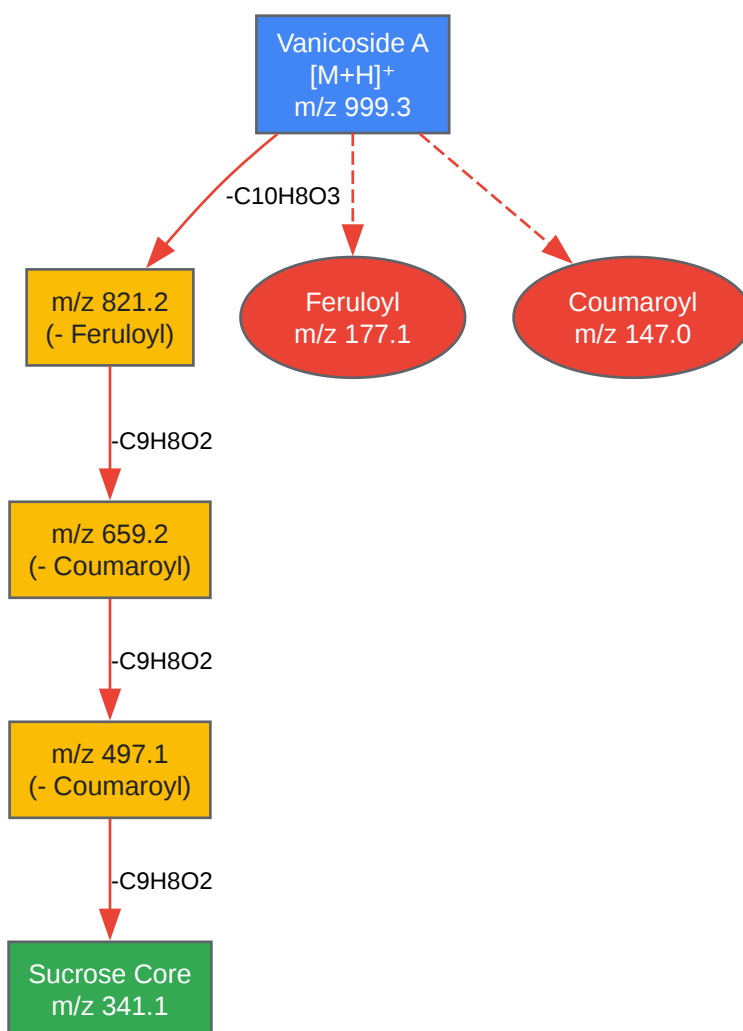 Vanicoside A
[M+H]⁺
m/z 999.3
-C10H8O3
m/z 821.2
(- Feruloyl)
Feruloyl
m/z 177.1
Coumaroyl
m/z 147.0
-C9H8O2
m/z 659.2
(- Coumaroyl)
-C9H8O2
m/z 497.1
(- Coumaroyl)
-C9H8O2
Sucrose Core
m/z 341.1